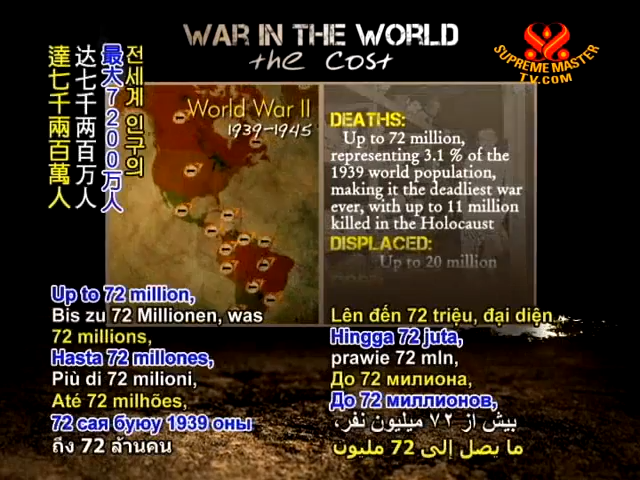 WAR IN THE WORLD
the Cost
SUPREME MASTER
TV.COM
전세계 인구의
最大7200万人
达七千两百万人
達七千兩百萬人
World War II
1939-1945
DEATHS:
Up to 72 million,
representing 3.1 % of the
1939 world population,
making it the deadliest war
ever, with up to 11 million
killed in the Holocaust
DISPLACED:
Up to 20 million
Up to 72 million,
Bis zu 72 Millionen, was
72 millions,
Hasta 72 millones,
Più di 72 milioni,
Até 72 milhões,
72 сая буюу 1939 оны
ถึง 72 ล้านคน
Lên đến 72 triệu, đại diện
Hingga 72 juta,
prawie 72 mln,
До 72 милиона,
До 72 миллионов,
بیش از ۷۲ میلیون نفر،
ما يصل إلى 72 مليون